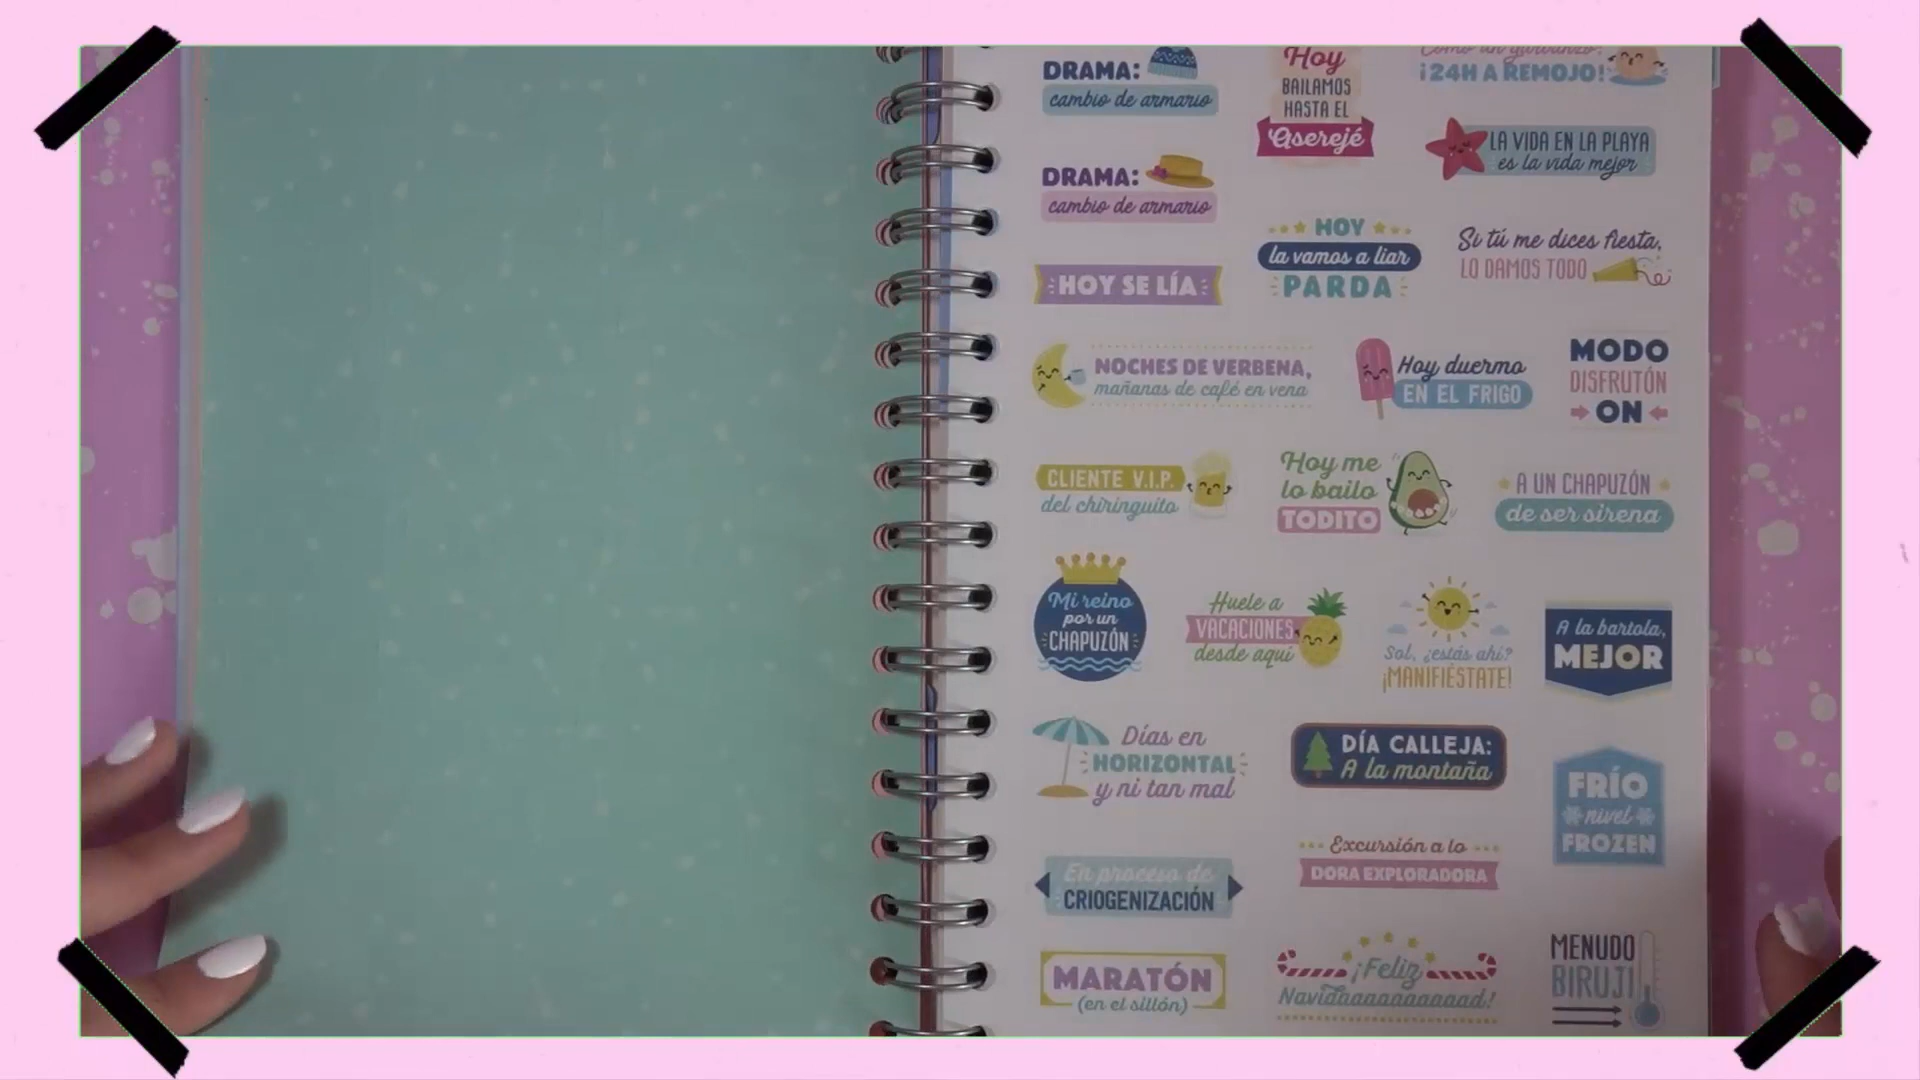 DRAMA:
cambio de armario
Hoy
BAILAMOS
HASTA EL
Aserejé
Como un garbanzo:
¡24H A REMOJO!
LA VIDA EN LA PLAYA
es la vida mejor
DRAMA:
cambio de armario
HOY SE LÍA
HOY
la vamos a liar
PARDA
Si tú me dices fiesta,
LO DAMOS TODO
NOCHES DE VERBENA,
mañanas de café en vena
Hoy duermo
EN EL FRIGO
MODO
DISFRUTÓN
ON
CLIENTE V.I.P.
del chiringuito
Hoy me
lo bailo
TODITO
A UN CHAPUZÓN
de ser sirena
Mi reino
por un
CHAPUZÓN
Huele a
VACACIONES
desde aquí
Sol, ¿estás ahí?
¡MANIFIÉSTATE!
A la bartola,
MEJOR
Días en
HORIZONTAL
y ni tan mal
DÍA CALLEJA:
A la montaña
FRÍO
nivel
FROZEN
En proceso de
CRIOGENIZACIÓN
Excursión a lo
DORA EXPLORADORA
MARATÓN
(en el sillón)
¡Feliz
Navidaaaaaaaaaad!
MENUDO
BIRUJI